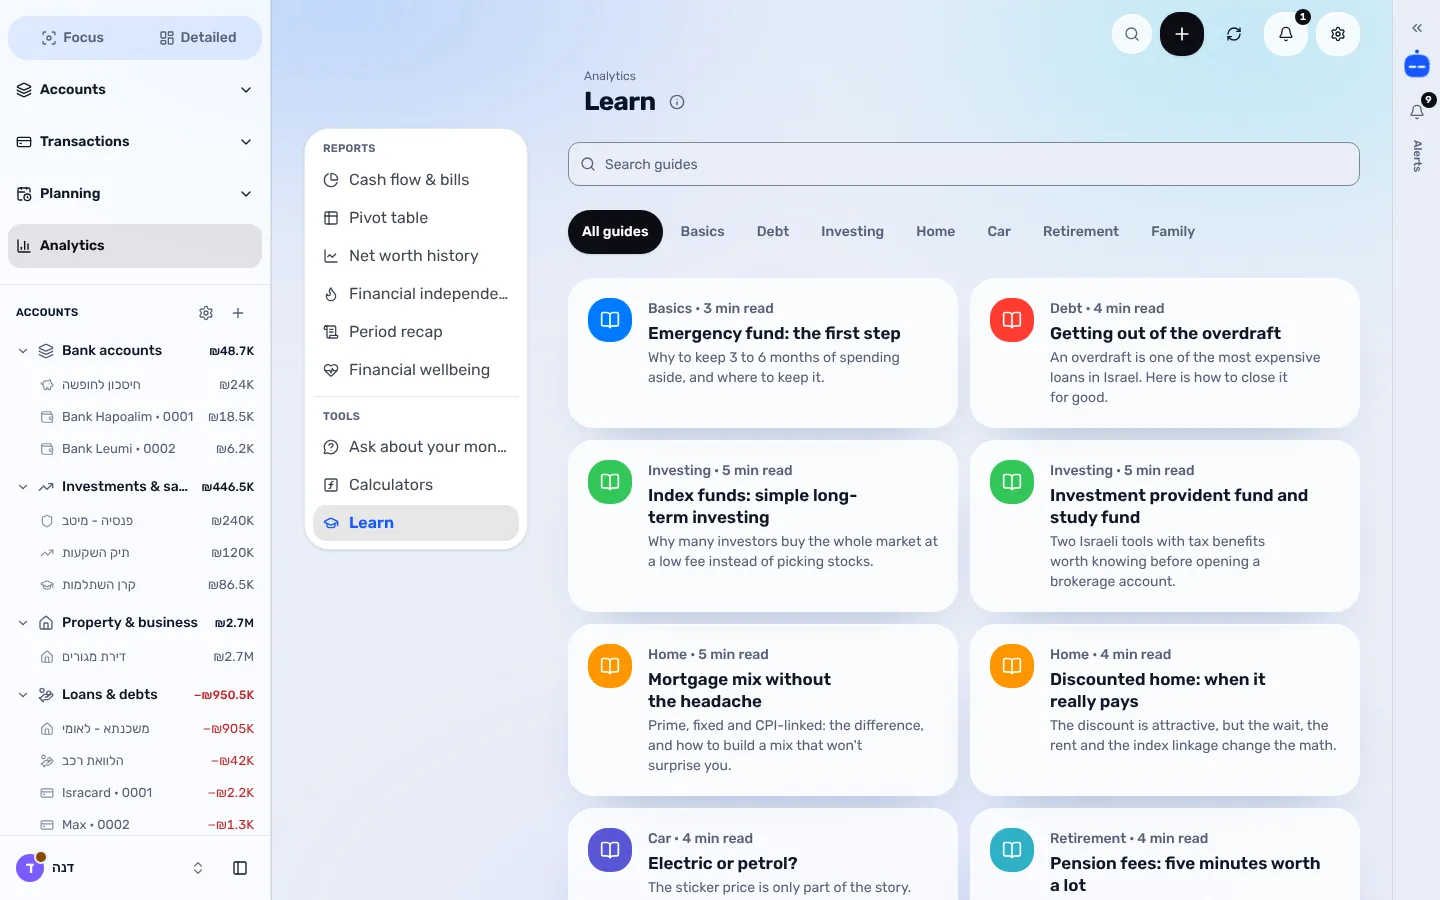 Focus
Detailed
Accounts
Transactions
Planning
Analytics
ACCOUNTS
Bank accounts ₪48.7K
חיסכון לחופשה ₪24K
Bank Hapoalim • 0001 ₪18.5K
Bank Leumi • 0002 ₪6.2K
Investments & sa... ₪446.5K
פנסיה - מיטב ₪240K
תיק השקעות ₪120K
קרן השתלמות ₪86.5K
Property & business ₪2.7M
דירת מגורים ₪2.7M
Loans & debts −₪950.5K
משכנתא - לאומי −₪905K
הלוואת רכב −₪42K
Isracard • 0001 −₪2.2K
Max • 0002 −₪1.3K
ד
דנה
REPORTS
Cash flow & bills
Pivot table
Net worth history
Financial independe...
Period recap
Financial wellbeing
TOOLS
Ask about your mon...
Calculators
Learn
1
Analytics
Learn
Search guides
All guides
Basics
Debt
Investing
Home
Car
Retirement
Family
Basics • 3 min read
Emergency fund: the first step
Why to keep 3 to 6 months of spending
aside, and where to keep it.
Debt • 4 min read
Getting out of the overdraft
An overdraft is one of the most expensive
loans in Israel. Here is how to close it
for good.
Investing • 5 min read
Index funds: simple long-
term investing
Why many investors buy the whole market at
a low fee instead of picking stocks.
Investing • 5 min read
Investment provident fund and
study fund
Two Israeli tools with tax benefits
worth knowing before opening a
brokerage account.
Home • 5 min read
Mortgage mix without
the headache
Prime, fixed and CPI-linked: the difference,
and how to build a mix that won't
surprise you.
Home • 4 min read
Discounted home: when it
really pays
The discount is attractive, but the wait, the
rent and the index linkage change the math.
Car • 4 min read
Electric or petrol?
The sticker price is only part of the story.
Retirement • 4 min read
Pension fees: five minutes worth
a lot
9
Alerts